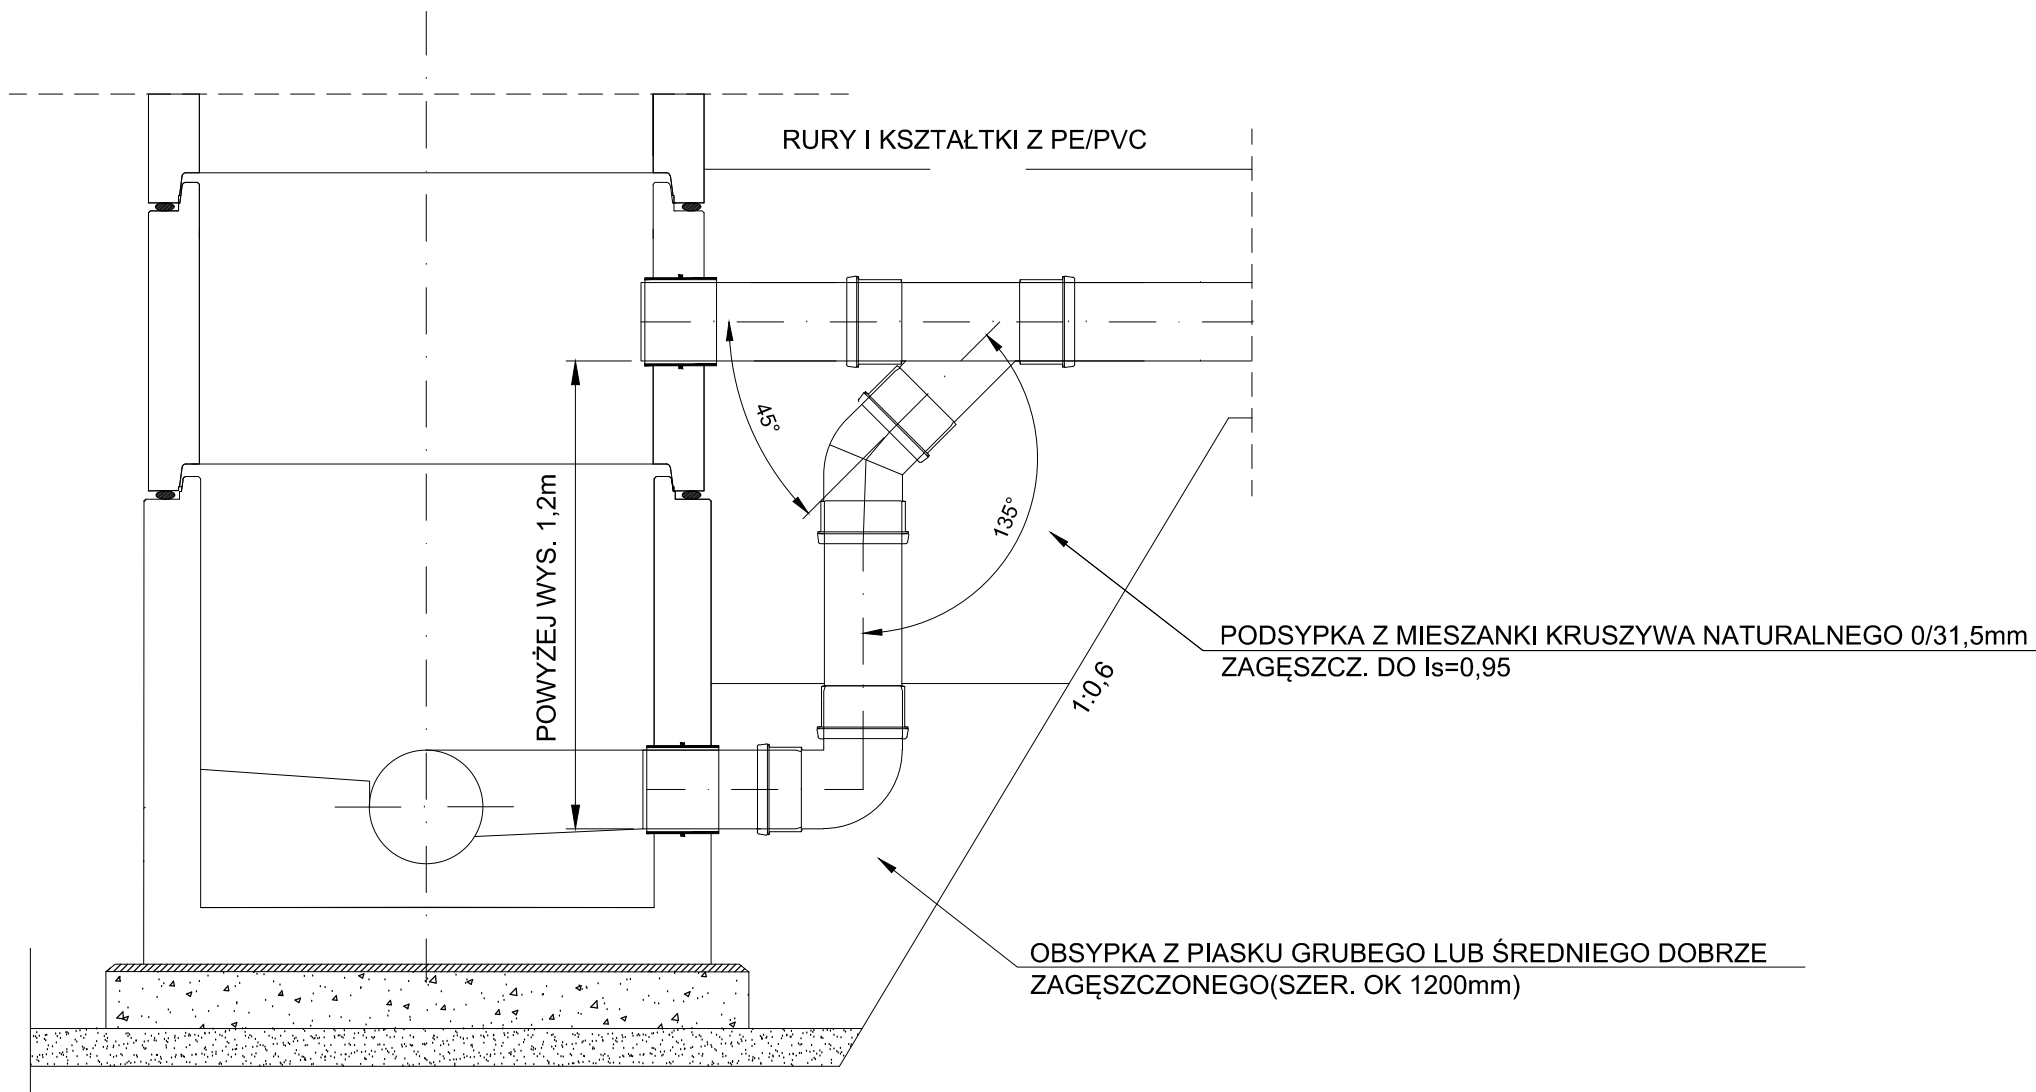 RURY I KSZTAŁTKI Z PE/PVC
45°
POWYŻEJ WYS. 1,2m
135°
PODSYPKA Z MIESZANKI KRUSZYWA NATURALNEGO 0/31,5mm
ZAGĘSZCZ. DO Is=0,95
1:0,6
OBSYPKA Z PIASKU GRUBEGO LUB ŚREDNIEGO DOBRZE
ZAGĘSZCZONEGO(SZER. OK 1200mm)